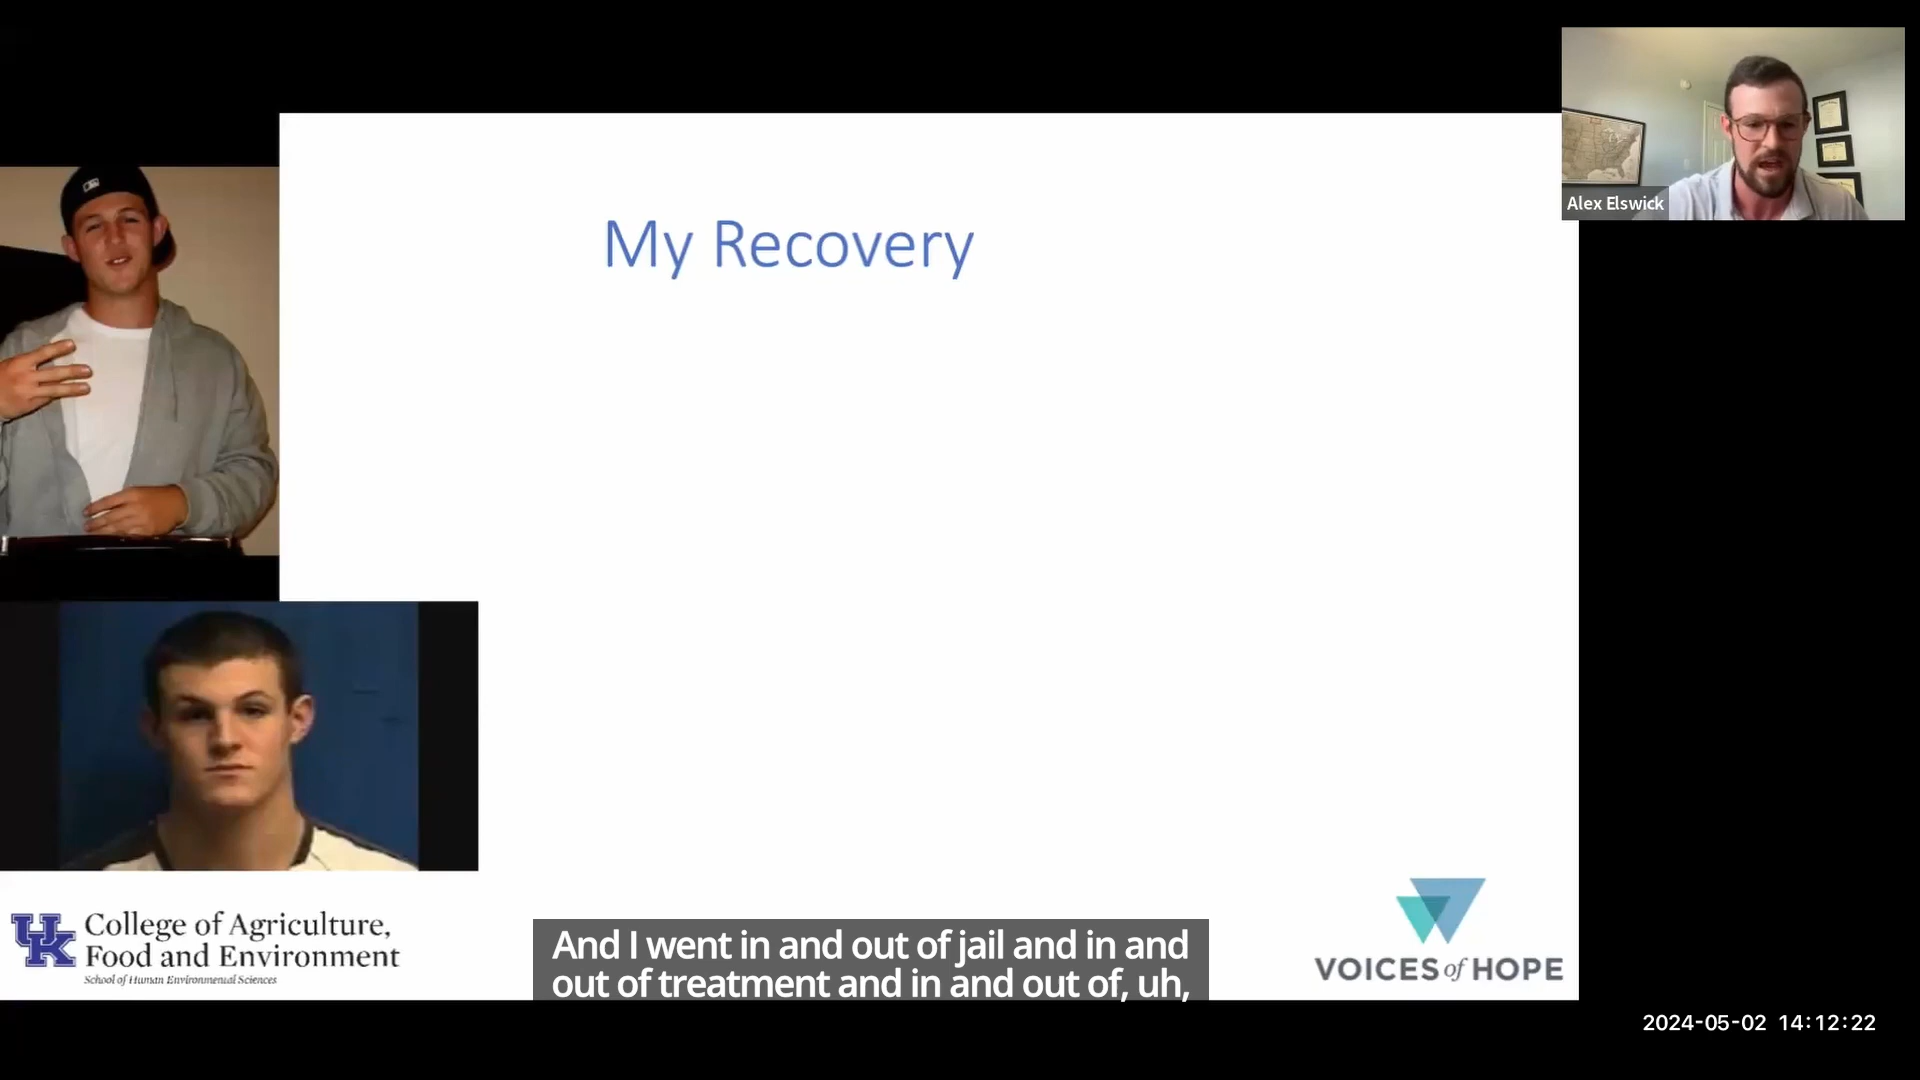 Alex Elswick
My Recovery
UK
College of Agriculture,
Food and Environment
School of Human Environmental Sciences
And I went in and out of jail and in and
out of treatment and in and out of, uh,
VOICES of HOPE
2024-05-02 14:12:22